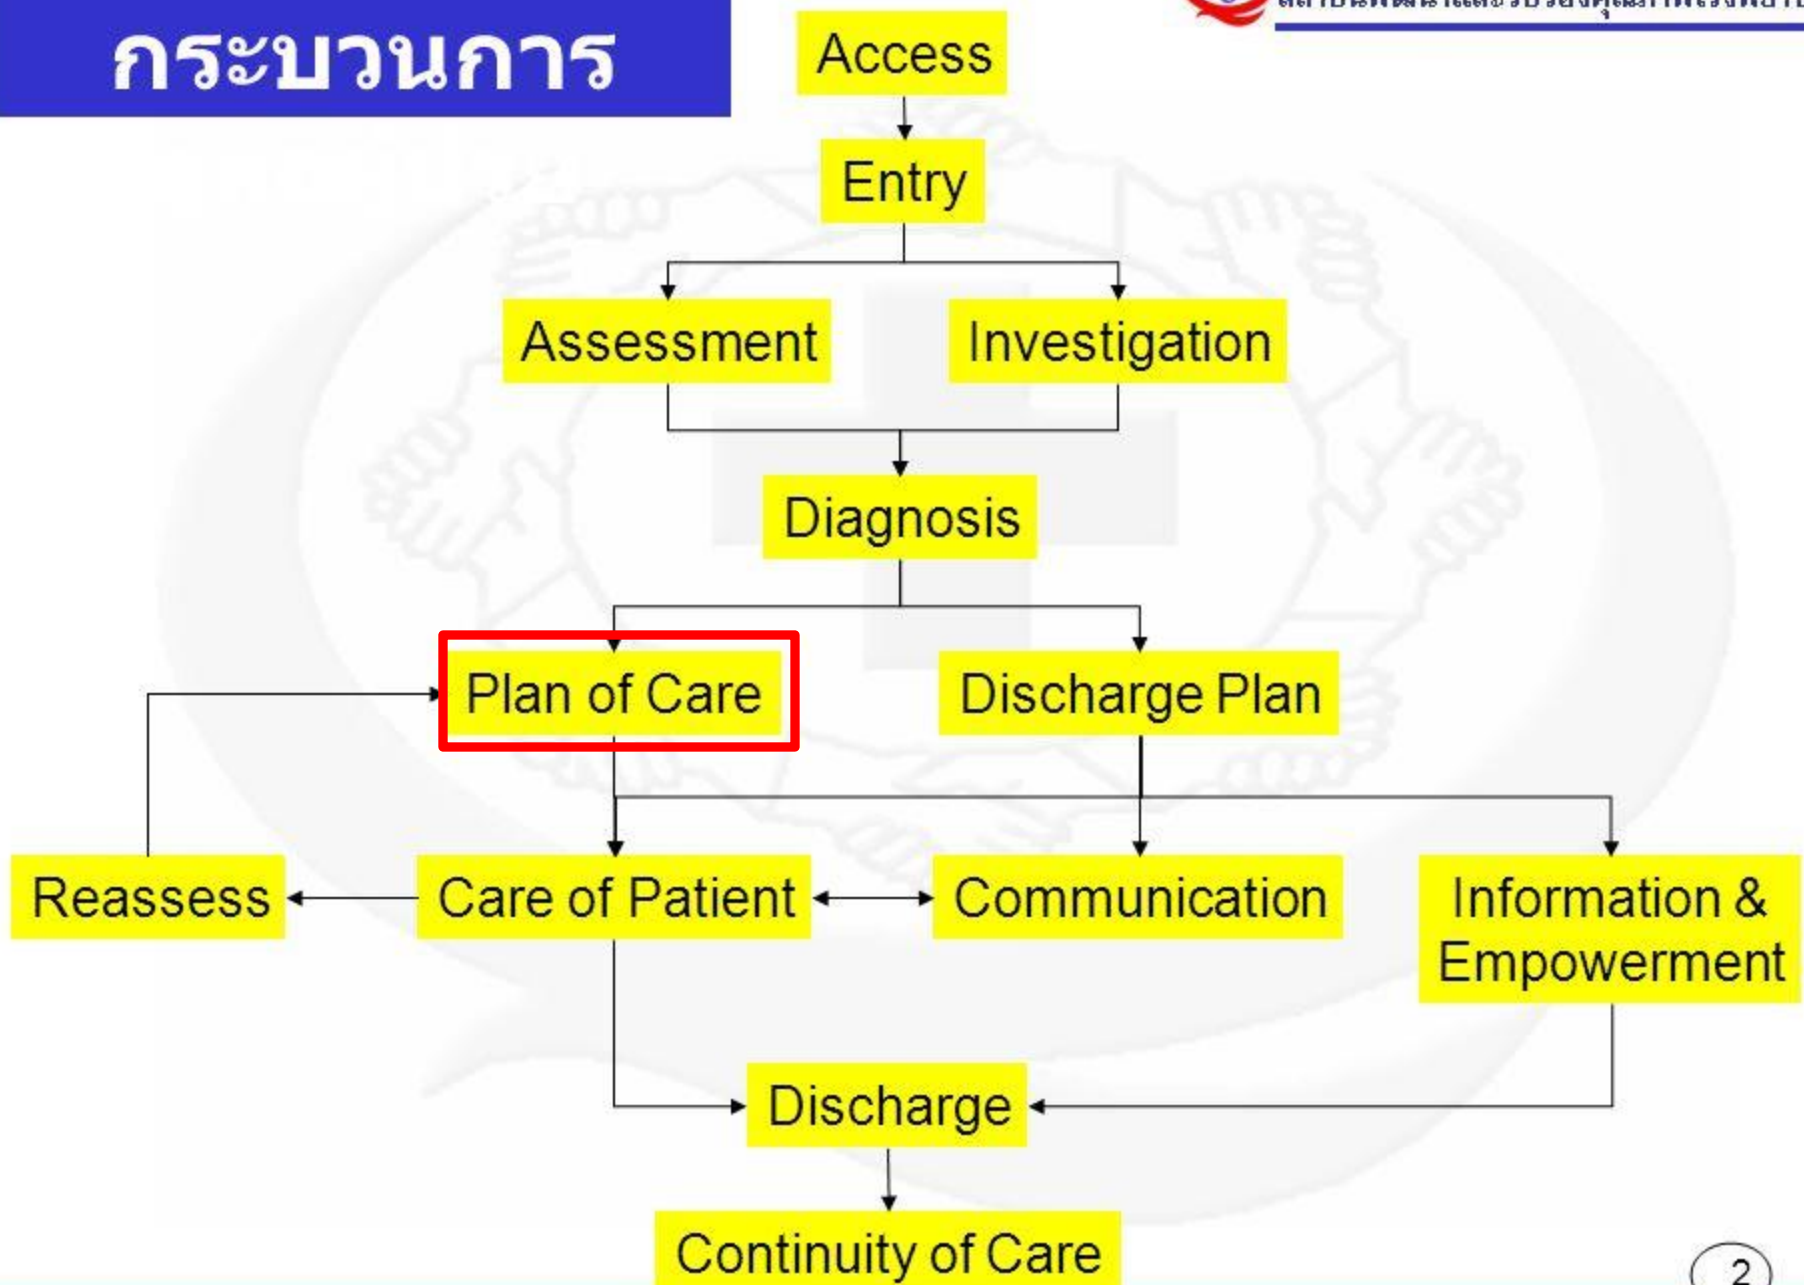 กระบวนการ
Access
Entry
Assessment
Investigation
Diagnosis
Plan of Care
Discharge Plan
Reassess
Care of Patient
Communication
Information &
Empowerment
Discharge
Continuity of Care
2